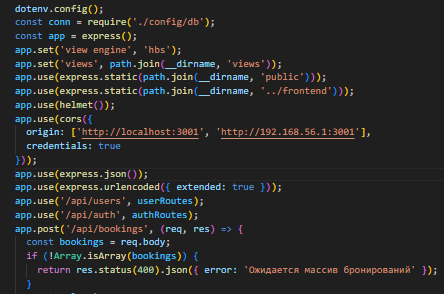 dotenv.config();
const conn = require('./config/db');
const app = express();
app.set('view engine', 'hbs');
app.set('views', path.join(__dirname, 'views'));
app.use(express.static(path.join(__dirname, 'public')));
app.use(express.static(path.join(__dirname, '../frontend')));
app.use(helmet());
app.use(cors({
  origin: ['http://localhost:3001', 'http://192.168.56.1:3001'],
  credentials: true
}));
app.use(express.json());
app.use(express.urlencoded({ extended: true }));
app.use('/api/users', userRoutes);
app.use('/api/auth', authRoutes);
app.post('/api/bookings', (req, res) => {
  const bookings = req.body;
  if (!Array.isArray(bookings)) {
    return res.status(400).json({ error: 'Ожидается массив бронирований' });
  }